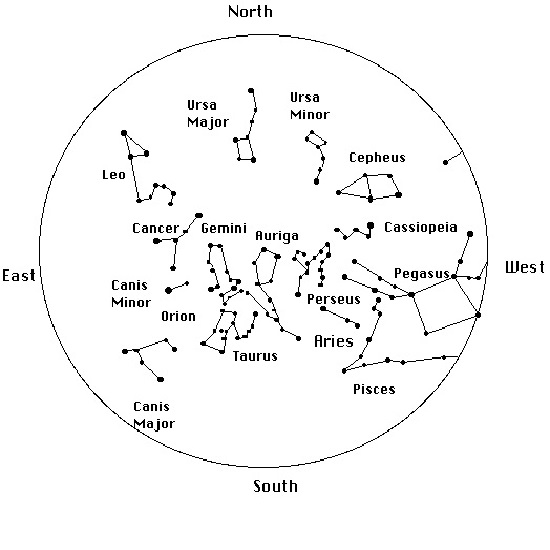 North
Ursa
Major
Ursa
Minor
Cepheus
Leo
Cancer
Gemini
Auriga
Cassiopeia
East
West
Pegasus
Canis
Minor
Perseus
Orion
Aries
Taurus
Pisces
Canis
Major
South